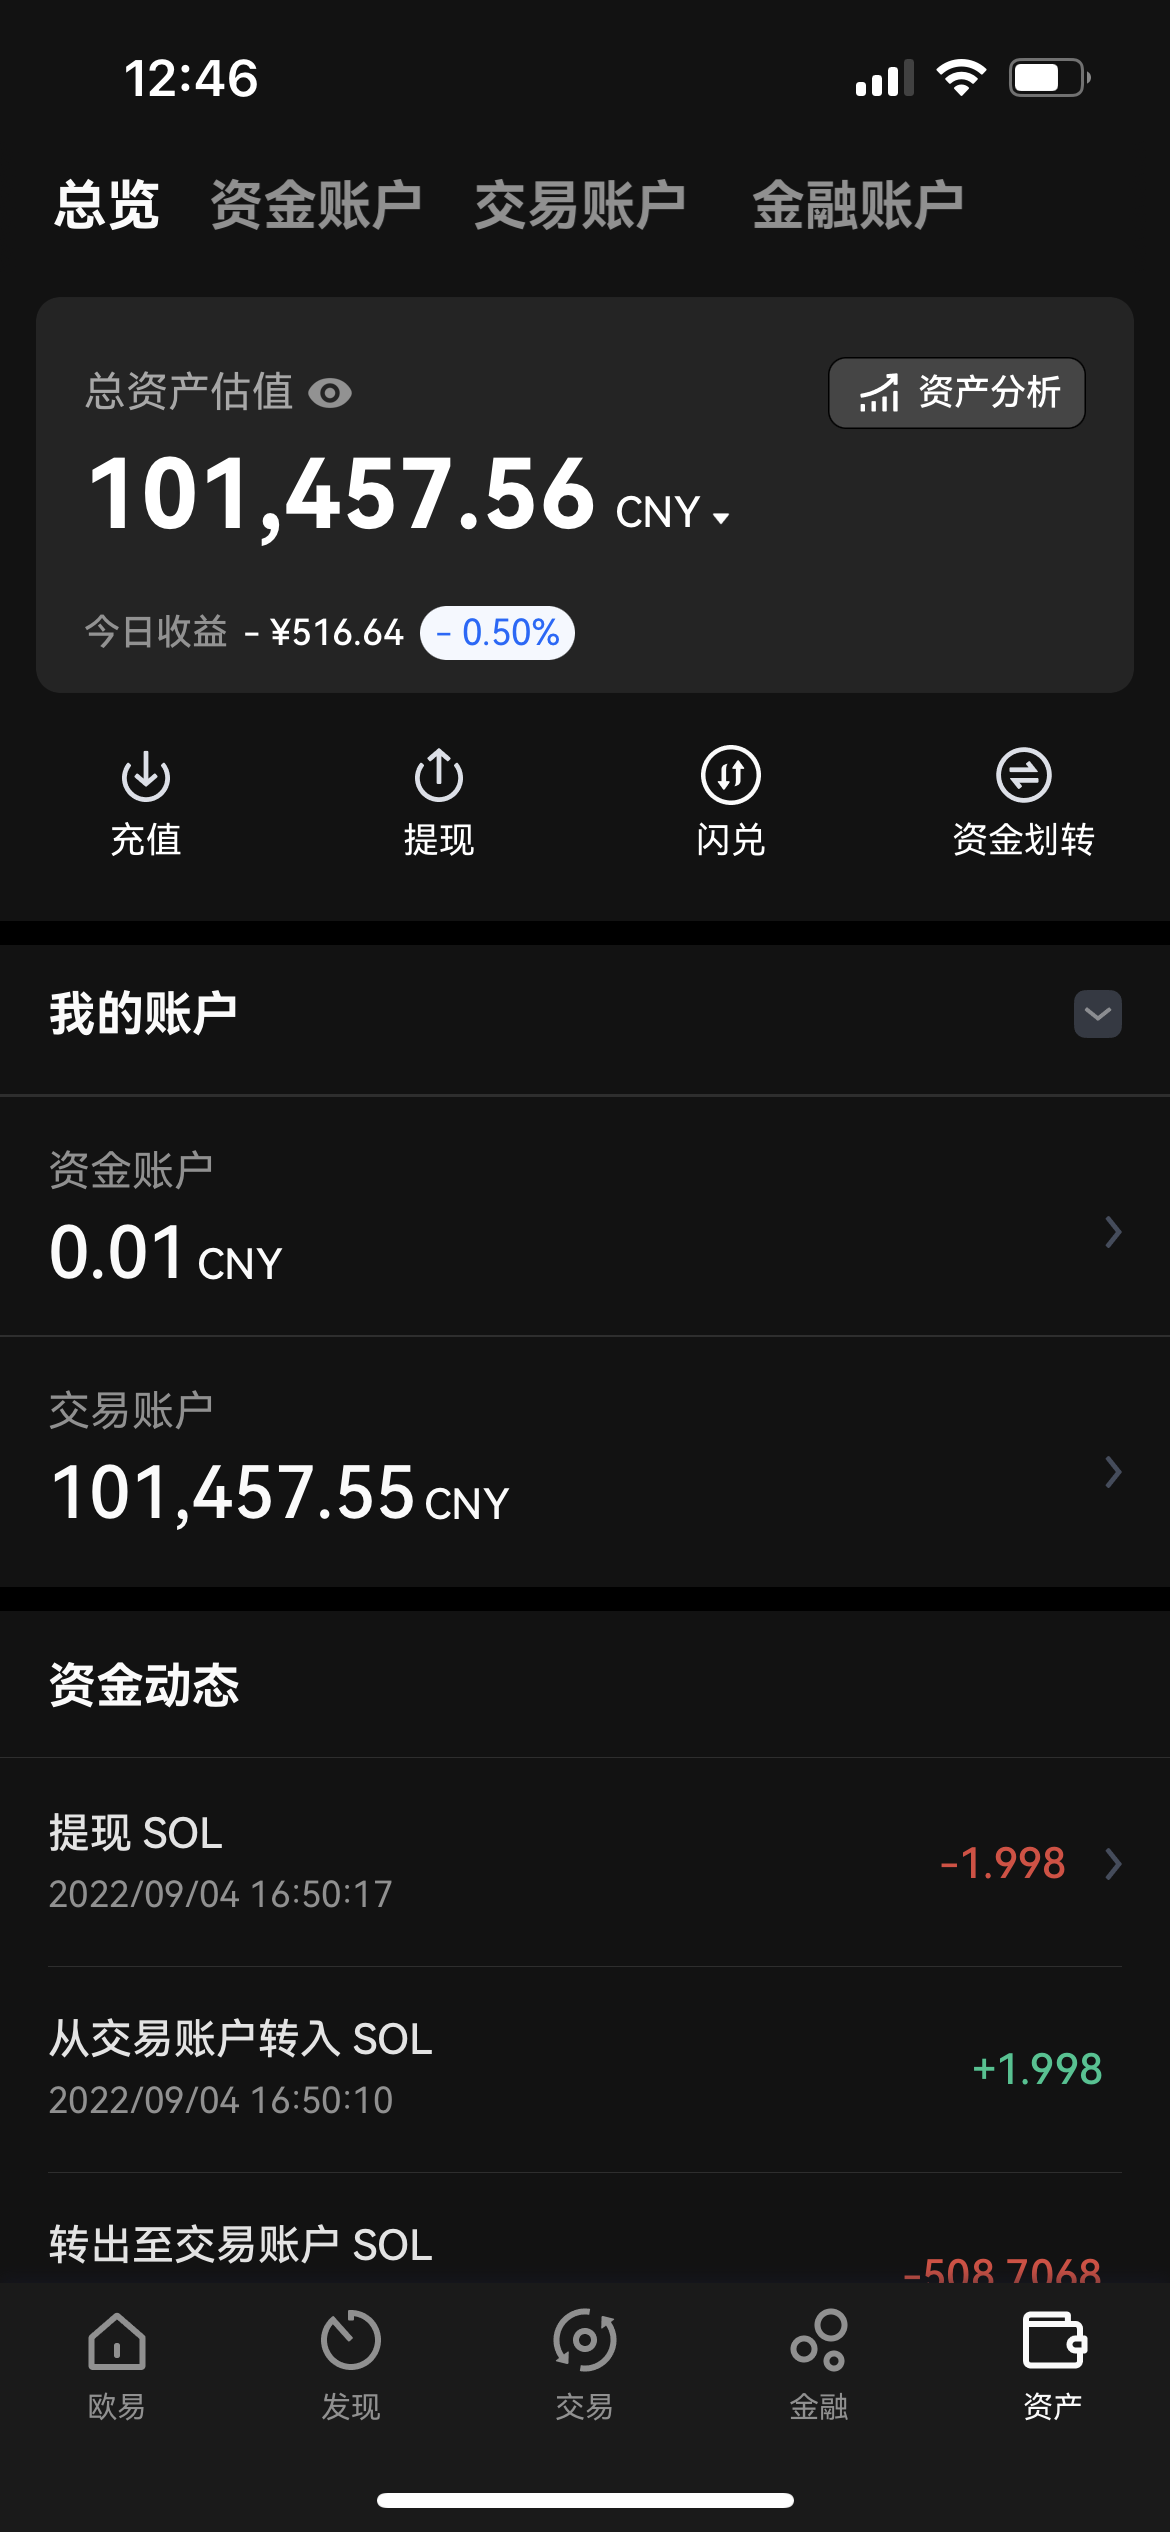 12:46
总览 资金账户 交易账户 金融账户
总资产估值 资产分析
101,457.56 CNY
今日收益 - ¥516.64 - 0.50%
充值 提现 闪兑 资金划转
我的账户
资金账户
0.01 CNY
交易账户
101,457.55 CNY
资金动态
提现 SOL
-1.998
2022/09/04 16:50:17
从交易账户转入 SOL
+1.998
2022/09/04 16:50:10
转出至交易账户 SOL
-508.7068
欧易 发现 交易 金融 资产